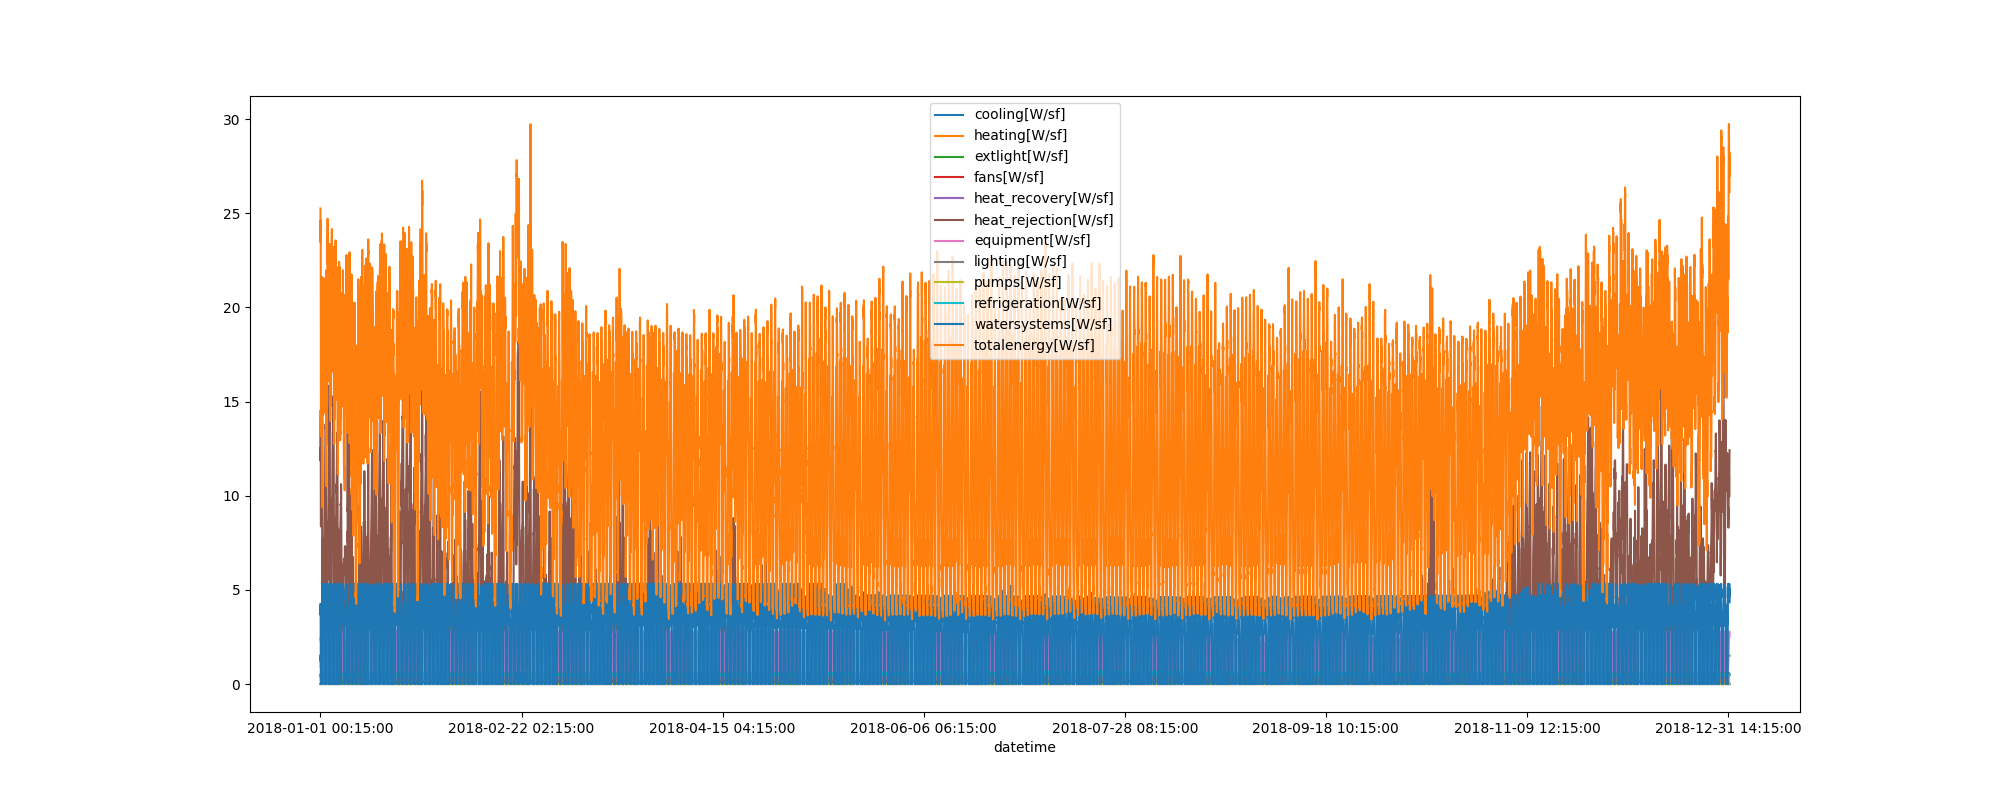 30
25
20
15
10
5
0
cooling[W/sf]
heating[W/sf]
extlight[W/sf]
fans[W/sf]
heat_recovery[W/sf]
heat_rejection[W/sf]
equipment[W/sf]
lighting[W/sf]
pumps[W/sf]
refrigeration[W/sf]
watersystems[W/sf]
totalenergy[W/sf]
2018-01-01 00:15:00 2018-02-22 02:15:00 2018-04-15 04:15:00 2018-06-06 06:15:00 2018-07-28 08:15:00 2018-09-18 10:15:00 2018-11-09 12:15:00 2018-12-31 14:15:00
datetime